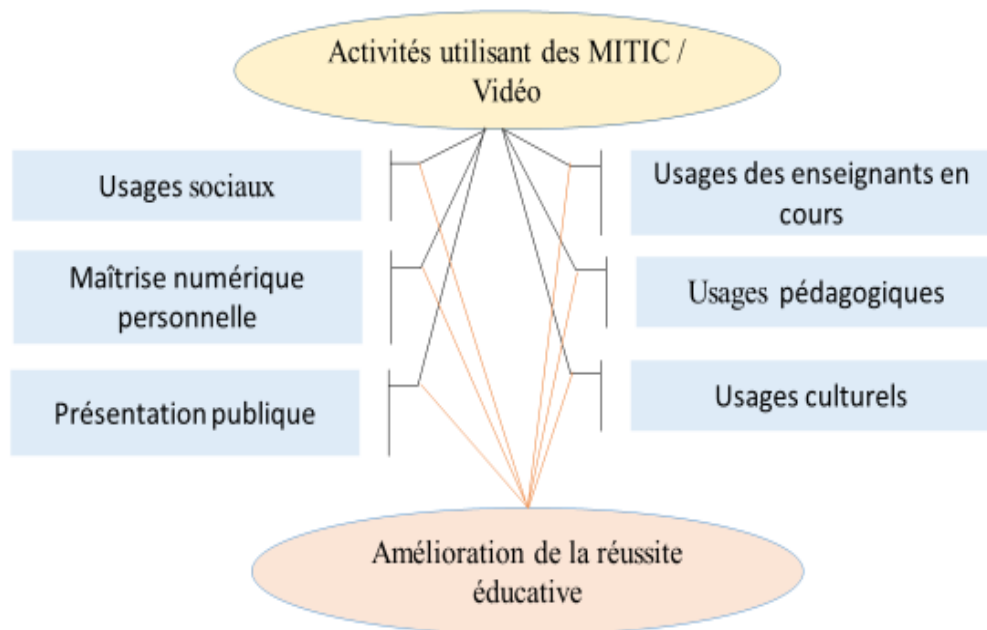 Activités utilisant des MITIC /
Vidéo
Usages sociaux
Usages des enseignants en
cours
Maîtrise numérique
personnelle
Usages pédagogiques
Présentation publique
Usages culturels
Amélioration de la réussite
éducative